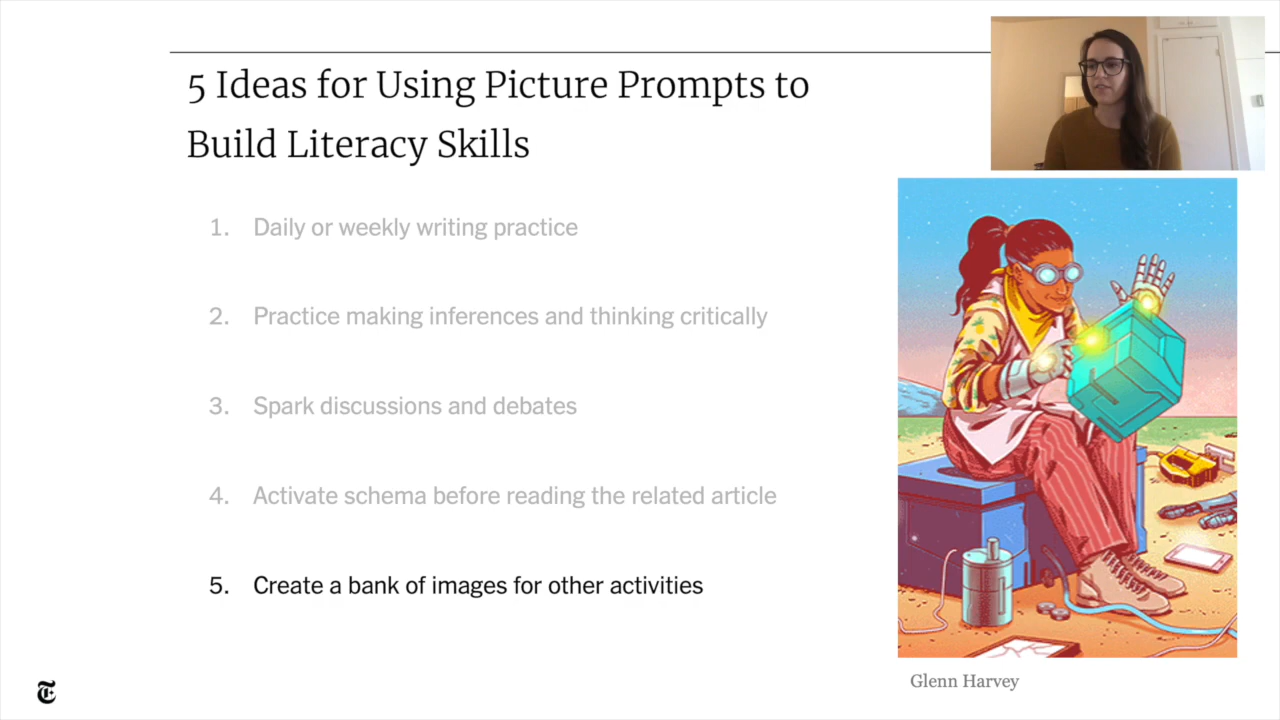 5 Ideas for Using Picture Prompts to
Build Literacy Skills
1. Daily or weekly writing practice
2. Practice making inferences and thinking critically
3. Spark discussions and debates
4. Activate schema before reading the related article
5. Create a bank of images for other activities
Glenn Harvey
T